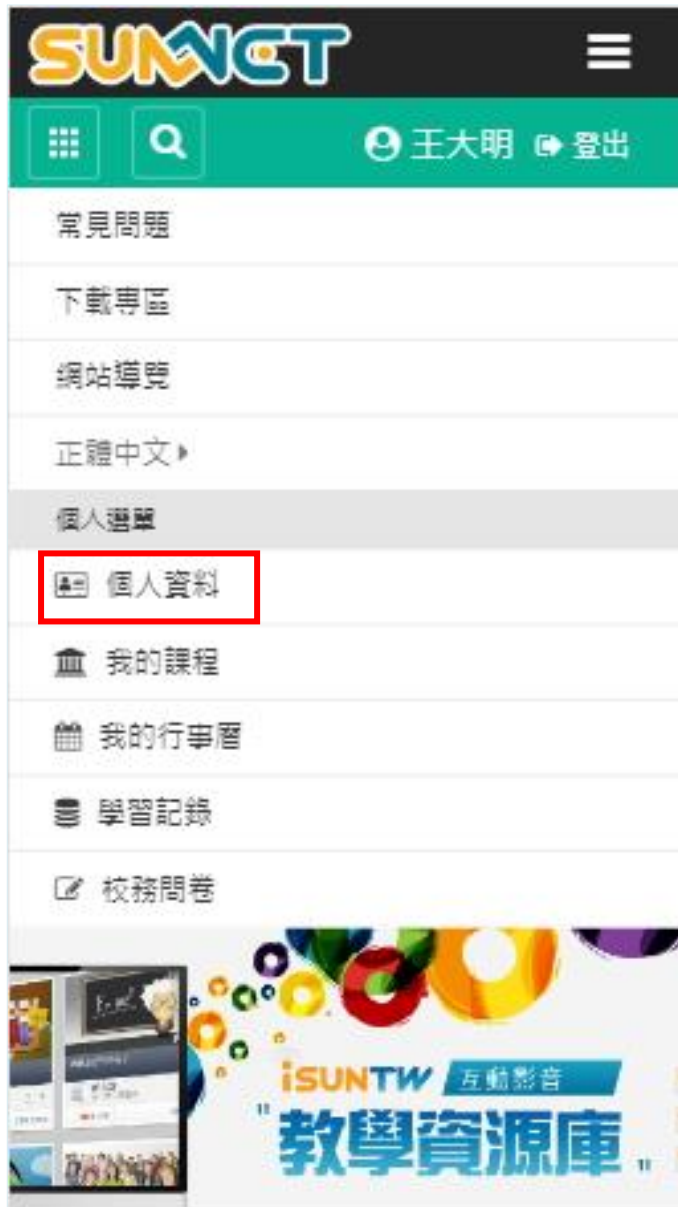 SUNNET
王大明 登出
常見問題
下載專區
網站導覽
正體中文
個人選單
個人資料
我的課程
我的行事曆
學習記錄
校務問卷
iSUNTW 互動影音
"教學資源庫"